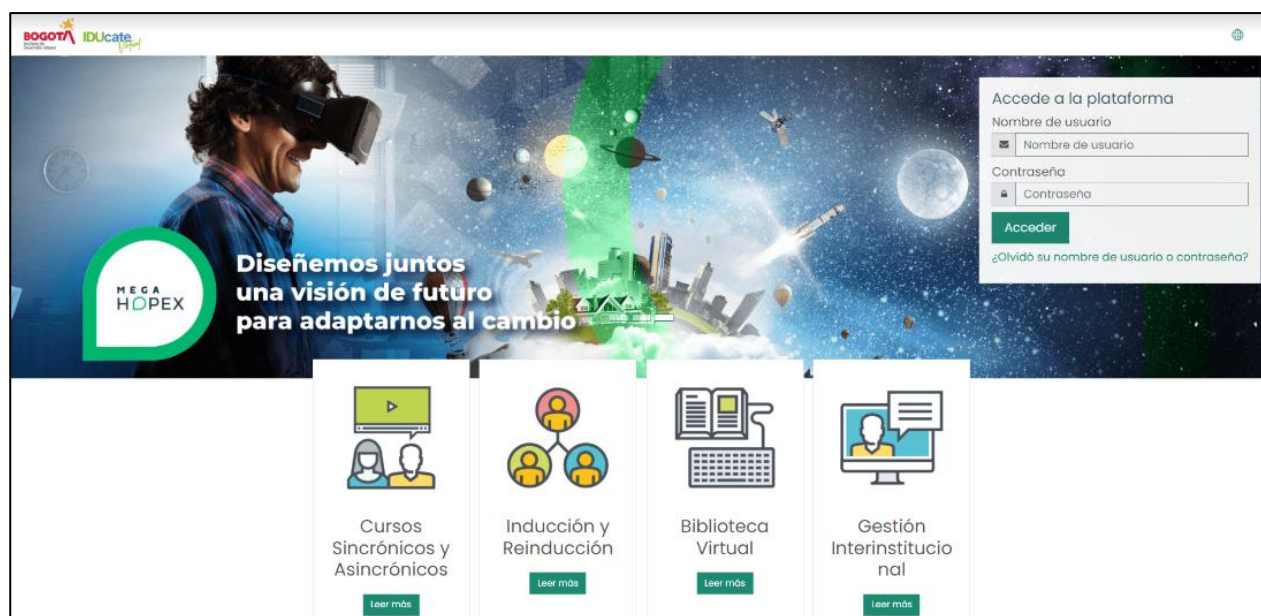 BOGOTÁ IDUcate
Virtual
Accede a la plataforma
Nombre de usuario
Nombre de usuario
Contraseña
Contraseña
Acceder
¿Olvidó su nombre de usuario o contraseña?
MEGA
HOPEX
Diseñemos juntos
una visión de futuro
para adaptarnos al cambio
Cursos
Sincrónicos y
Asincrónicos
Leer más
Inducción y
Reinducción
Leer más
Biblioteca
Virtual
Leer más
Gestión
Interinstitucio
nal
Leer más